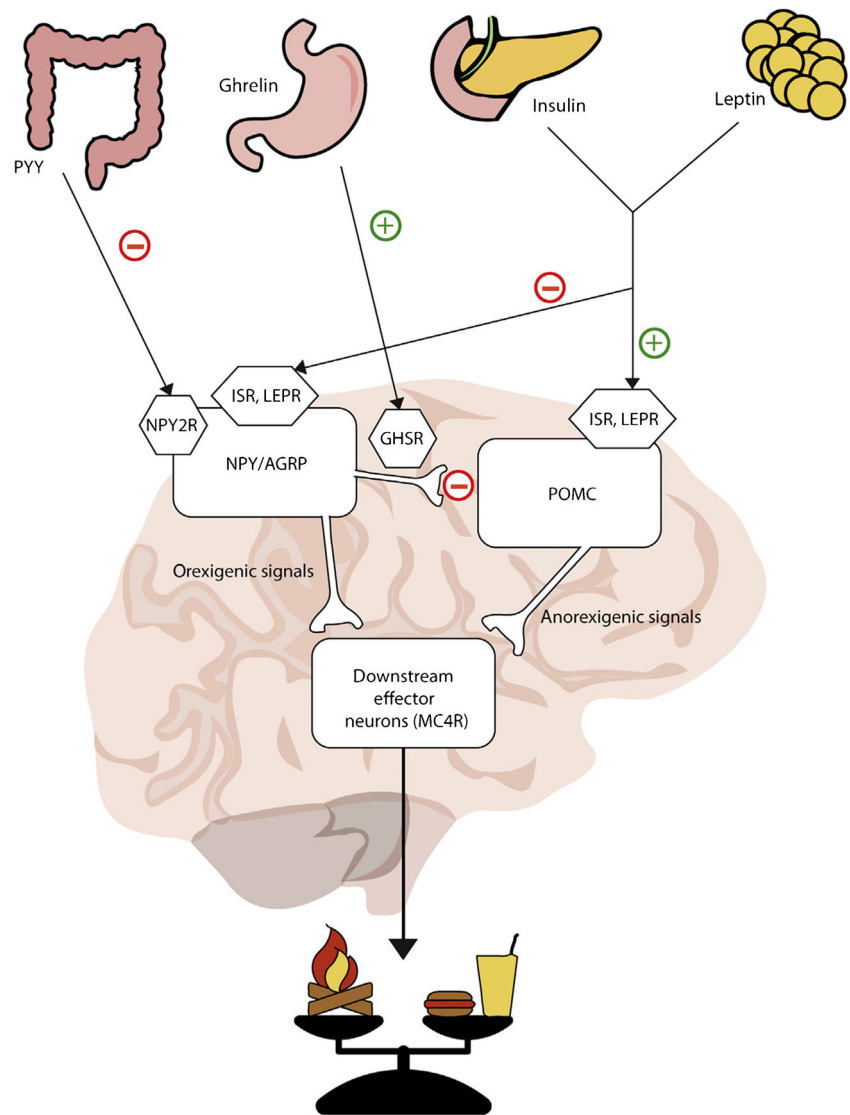 Ghrelin
Insulin
Leptin
PYY
ISR, LEPR
NPY2R
ISR, LEPR
GHSR
NPY/AGRP
POMC
Orexigenic signals
Anorexigenic signals
Downstream
effector
neurons (MC4R)